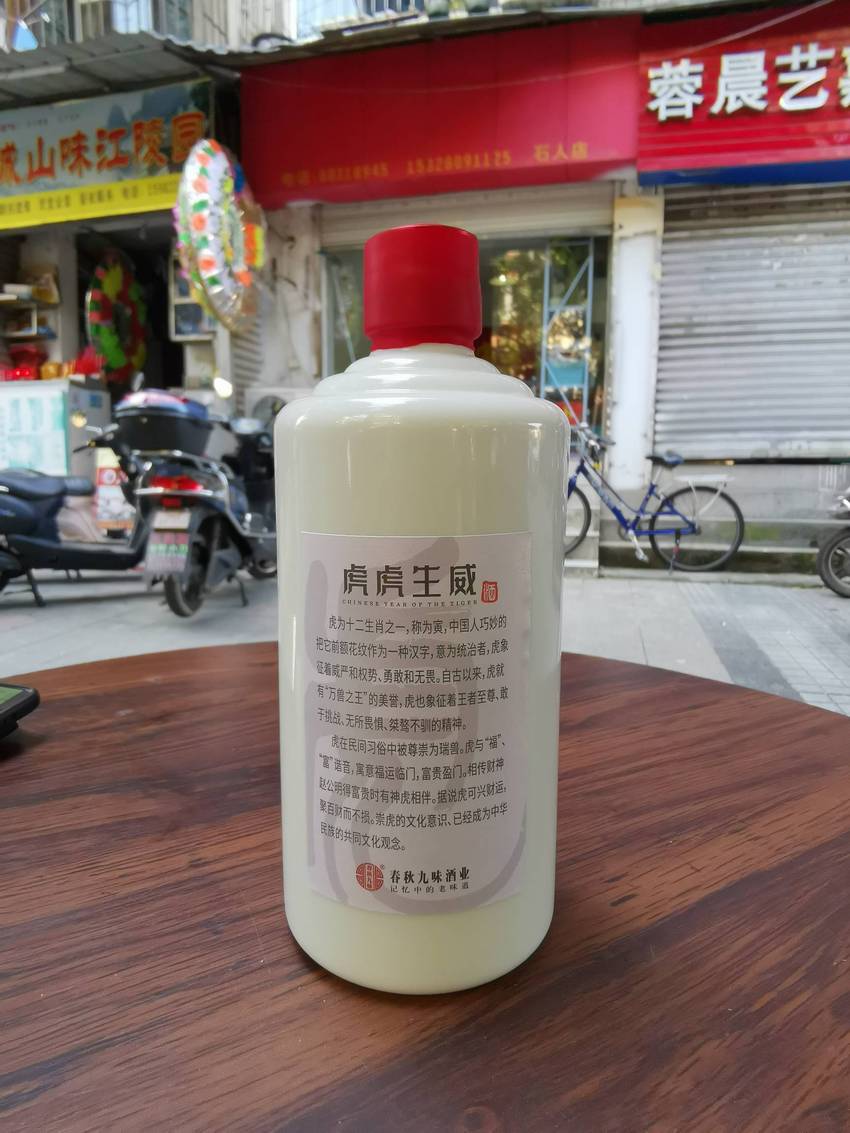 山味江陵园
蓉晨艺
15328091125 石人店
虎虎生威
酒
CHINESE YEAR OF THE TIGER
虎为十二生肖之一,称为寅,中国人巧妙的
把它前额花纹作为一种汉字,意为统治者,虎象
征着威严和权势、勇敢和无畏。自古以来,虎就
有“万兽之王”的美誉,虎也象征着王者至尊、敢
于挑战、无所畏惧、桀骜不驯的精神。
虎在民间习俗中被尊崇为瑞兽。虎与“福”、
“富”谐音,寓意福运临门,富贵盈门。相传财神
赵公明得富贵时有神虎相伴。据说虎可兴财运,
聚百财而不损。崇虎的文化意识、已经成为中华
民族的共同文化观念。
春秋九味酒业
记忆中的老味道